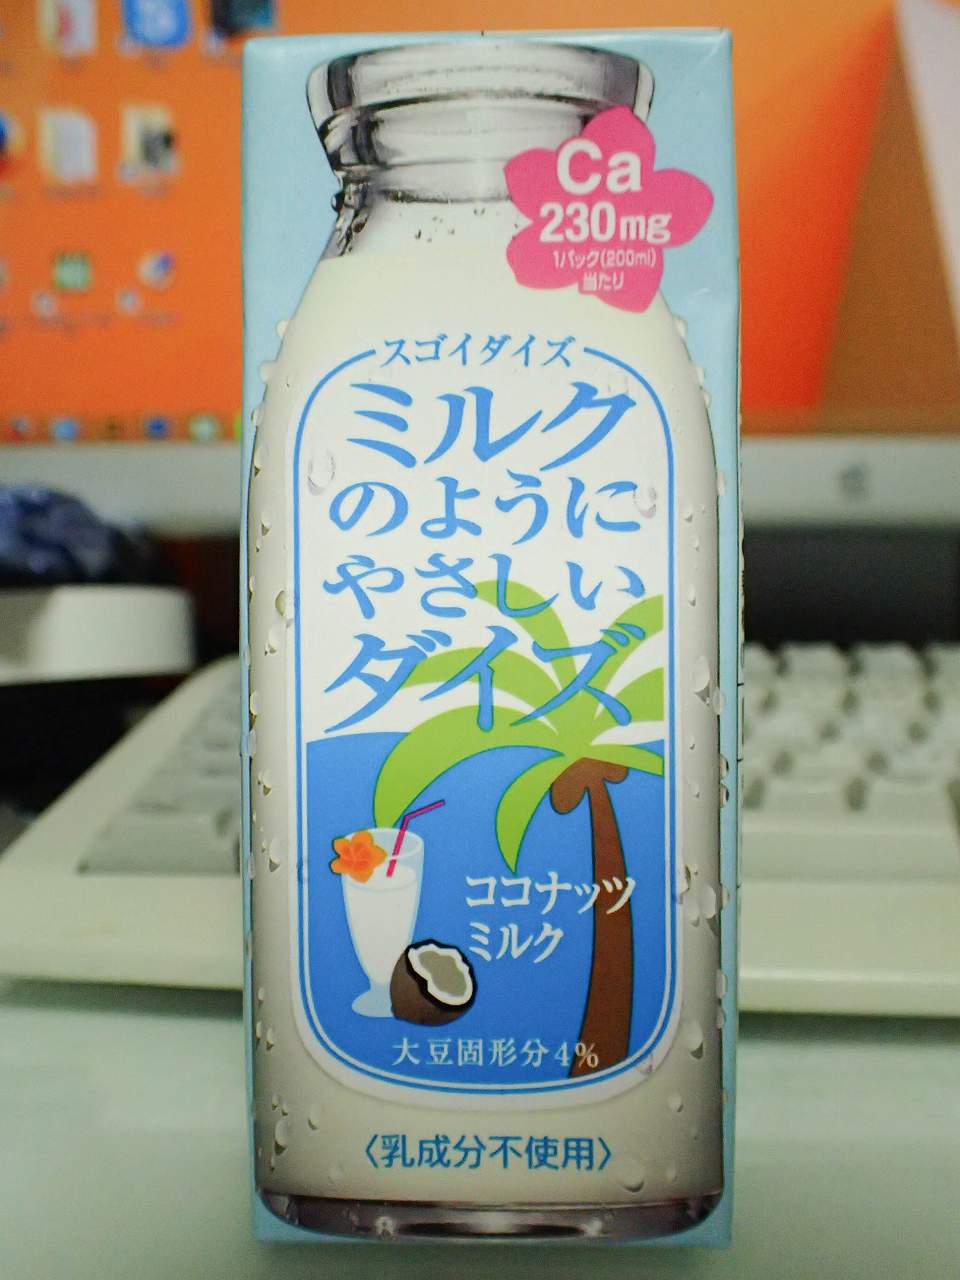 Ca
230mg
1パック(200ml)
当たり
スゴイダイズ
ミルク
のように
やさしい
ダイズ
ココナッツ
ミルク
大豆固形分4%
〈乳成分不使用〉